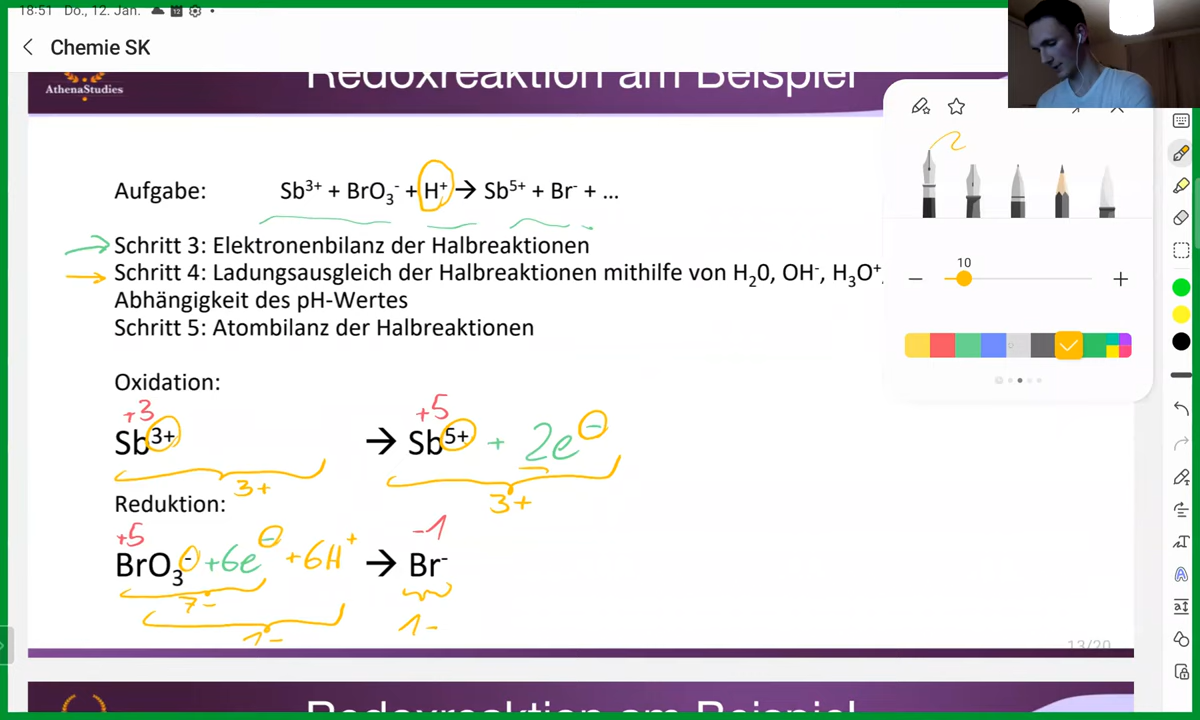 18:51 Do., 12. Jan.
Chemie SK
Redoxreaktion am Beispiel
AthenaStudies
Aufgabe: Sb³⁺ + BrO₃⁻ + H⁺ → Sb⁵⁺ + Br⁻ + ...
Schritt 3: Elektronenbilanz der Halbreaktionen
Schritt 4: Ladungsausgleich der Halbreaktionen mithilfe von H₂0, OH⁻, H₃O⁺
Abhängigkeit des pH-Wertes
Schritt 5: Atombilanz der Halbreaktionen
10
Oxidation:
+3 +5
Sb³⁺ → Sb⁵⁺ + 2e⁻
3+ 3+
Reduktion:
+5 -1
BrO₃⁻ +6e⁻ +6H⁺ → Br⁻
7-
1- 1-
13/20
Redoxreaktion am Beispiel